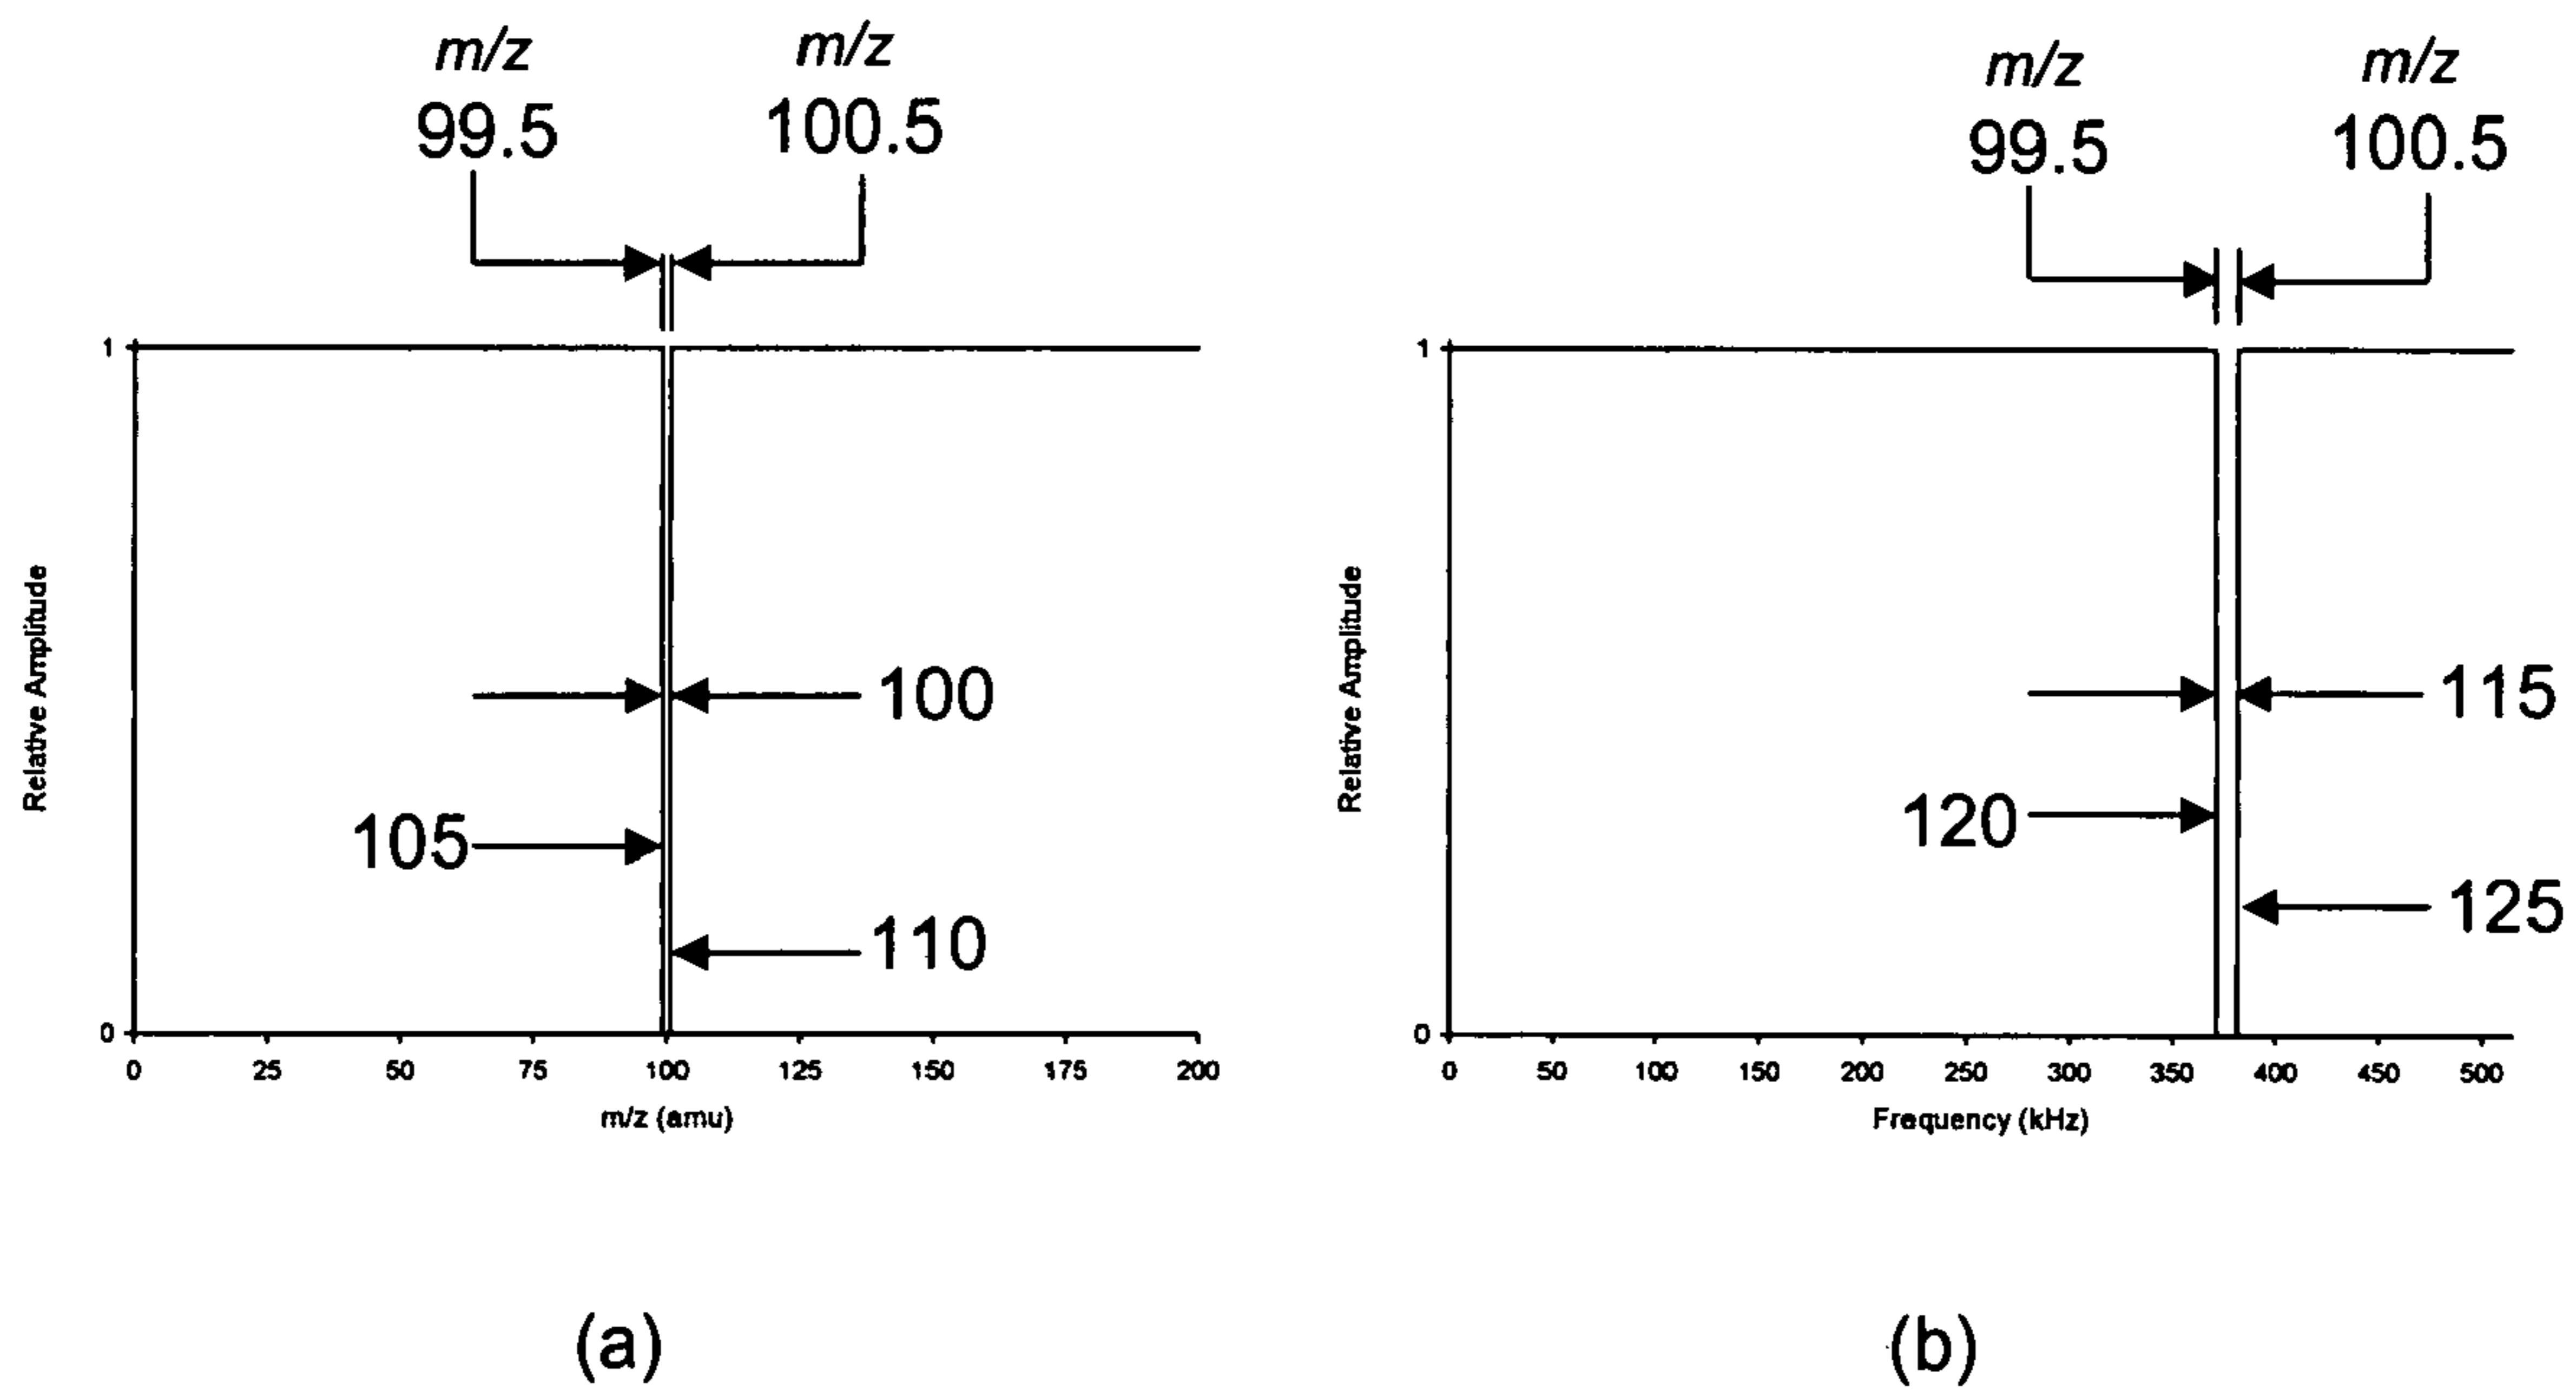 m/z
99.5
m/z
100.5
1
Relative Amplitude
100
105
110
0
0 25 50 75 100 125 150 175 200
m/z (amu)
(a)
m/z
99.5
m/z
100.5
1
Relative Amplitude
115
120
125
0
0 50 100 150 200 250 300 350 400 450 500
Frequency (kHz)
(b)